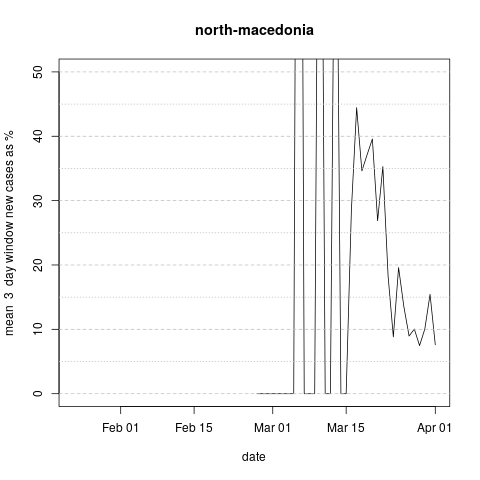 north-macedonia
mean 3 day window new cases as %
50
40
30
20
10
0
Feb 01
Feb 15
Mar 01
Mar 15
Apr 01
date